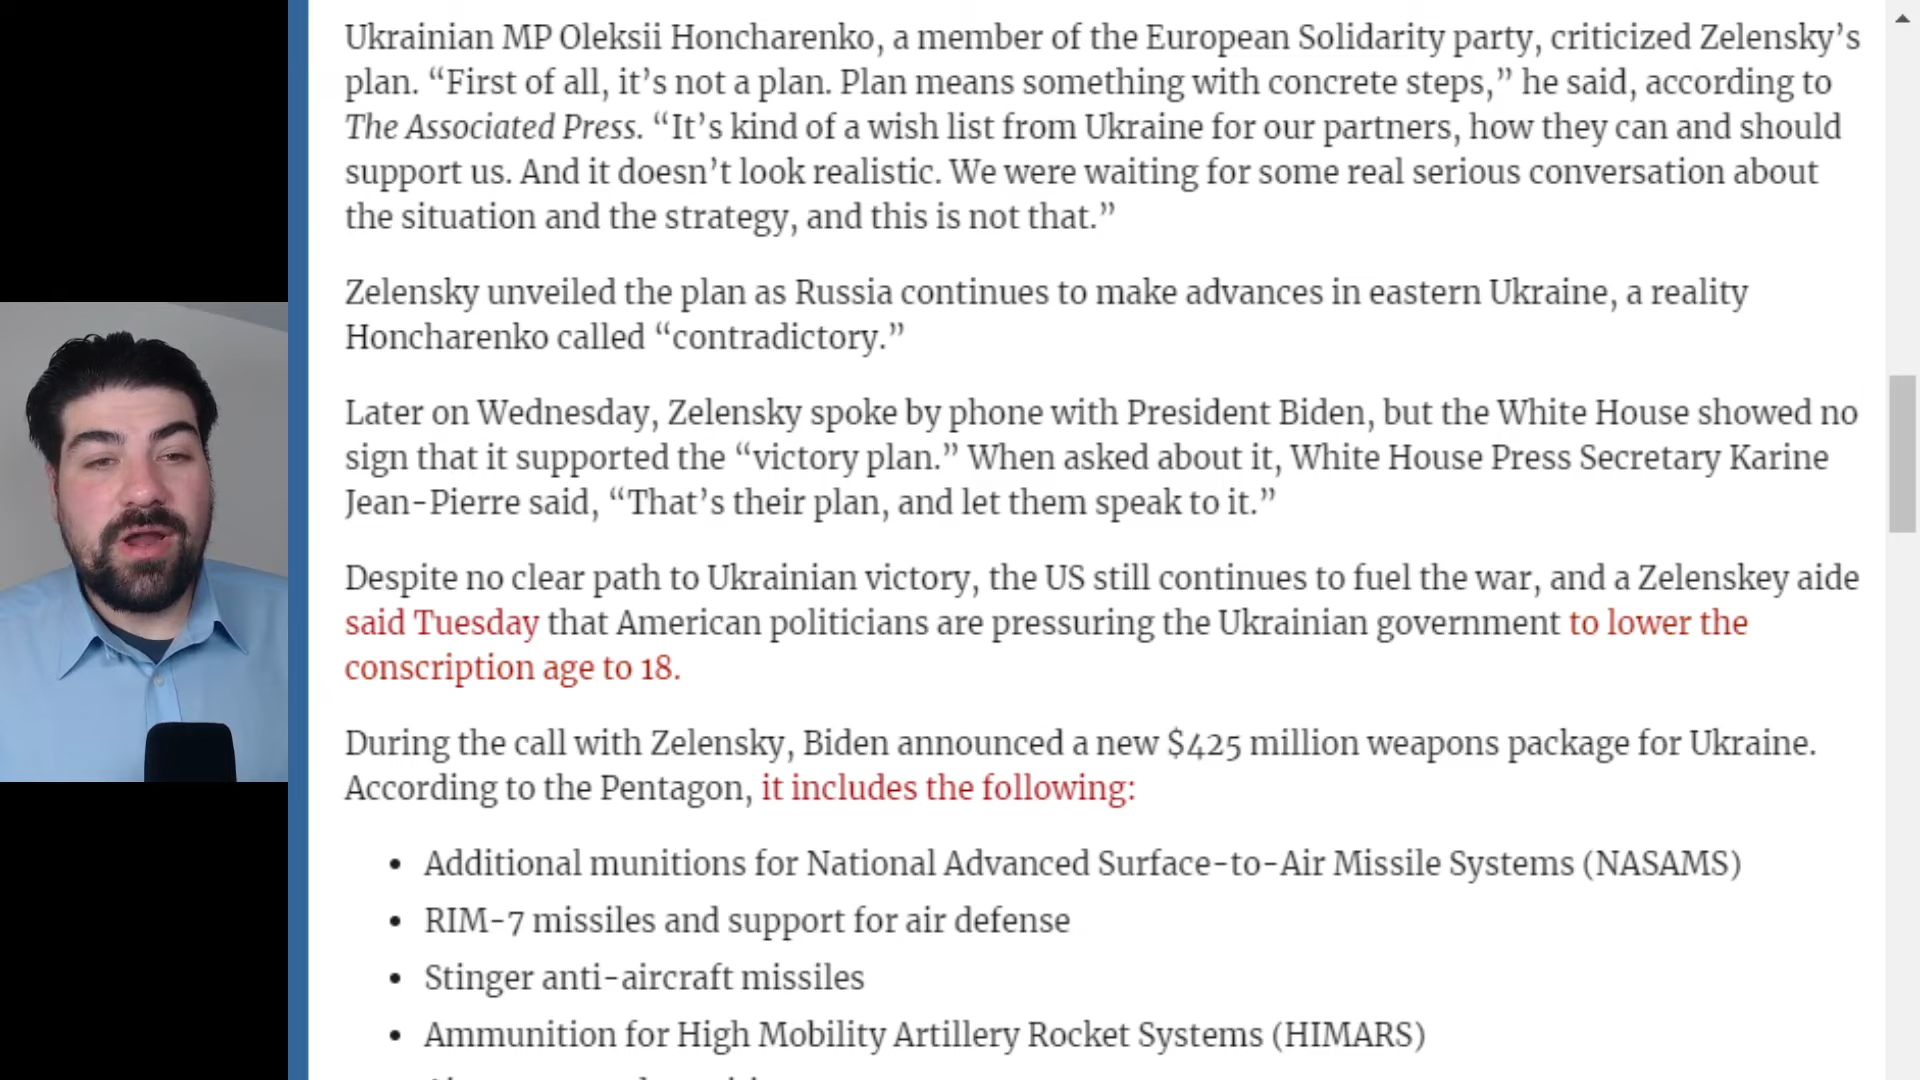 Ukrainian MP Oleksii Honcharenko, a member of the European Solidarity party, criticized Zelensky’s
plan. “First of all, it’s not a plan. Plan means something with concrete steps,” he said, according to
The Associated Press. “It’s kind of a wish list from Ukraine for our partners, how they can and should
support us. And it doesn’t look realistic. We were waiting for some real serious conversation about
the situation and the strategy, and this is not that.”
Zelensky unveiled the plan as Russia continues to make advances in eastern Ukraine, a reality
Honcharenko called “contradictory.”
Later on Wednesday, Zelensky spoke by phone with President Biden, but the White House showed no
sign that it supported the “victory plan.” When asked about it, White House Press Secretary Karine
Jean-Pierre said, “That’s their plan, and let them speak to it.”
Despite no clear path to Ukrainian victory, the US still continues to fuel the war, and a Zelenskey aide
said Tuesday that American politicians are pressuring the Ukrainian government to lower the
conscription age to 18.
During the call with Zelensky, Biden announced a new $425 million weapons package for Ukraine.
According to the Pentagon, it includes the following:
• Additional munitions for National Advanced Surface-to-Air Missile Systems (NASAMS)
• RIM-7 missiles and support for air defense
• Stinger anti-aircraft missiles
• Ammunition for High Mobility Artillery Rocket Systems (HIMARS)